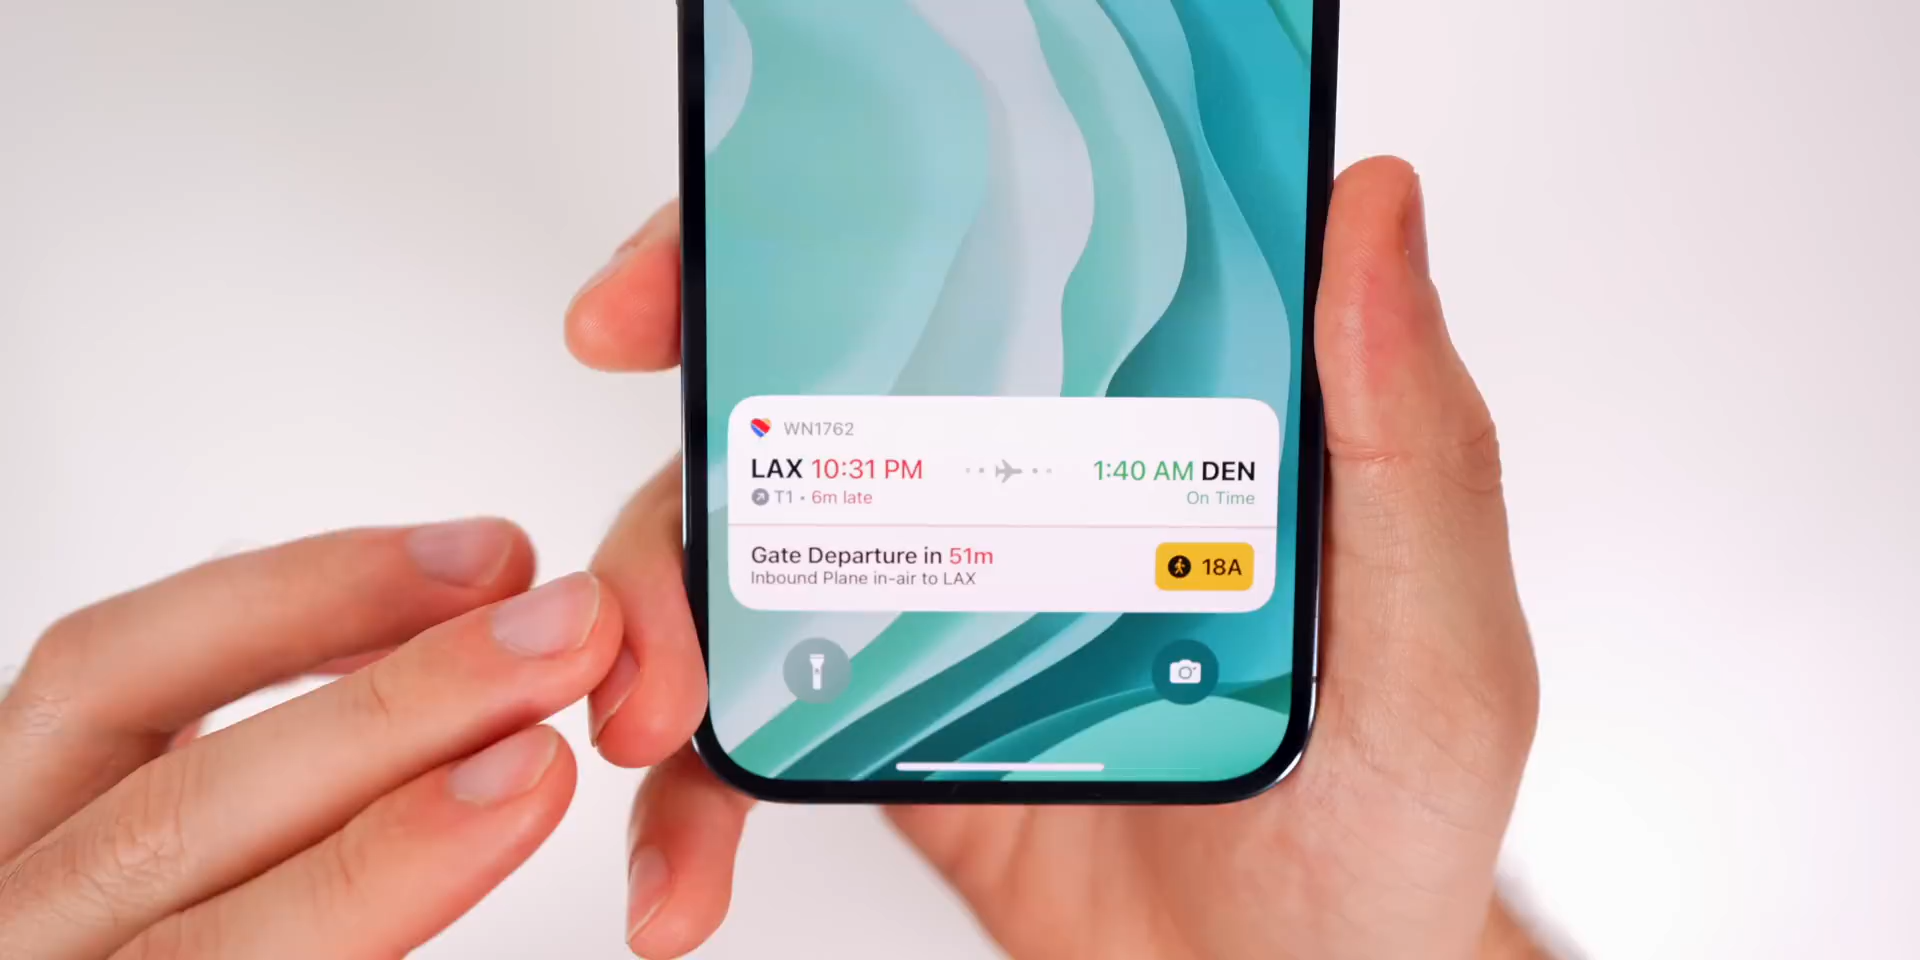 WN1762
LAX 10:31 PM 1:40 AM DEN
T1 • 6m late On Time
Gate Departure in 51m
Inbound Plane in-air to LAX
18A